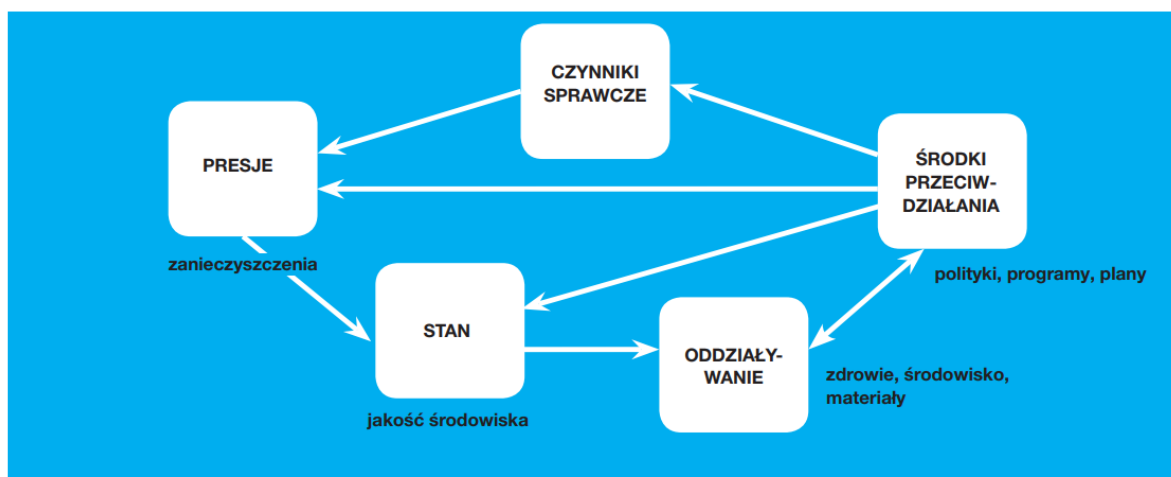 CZYNNIKI
SPRAWCZE
PRESJE
ŚRODKI
PRZECIW-
DZIAŁANIA
zanieczyszczenia
polityki, programy, plany
STAN
ODDZIAŁY-
WANIE
zdrowie, środowisko,
materiały
jakość środowiska